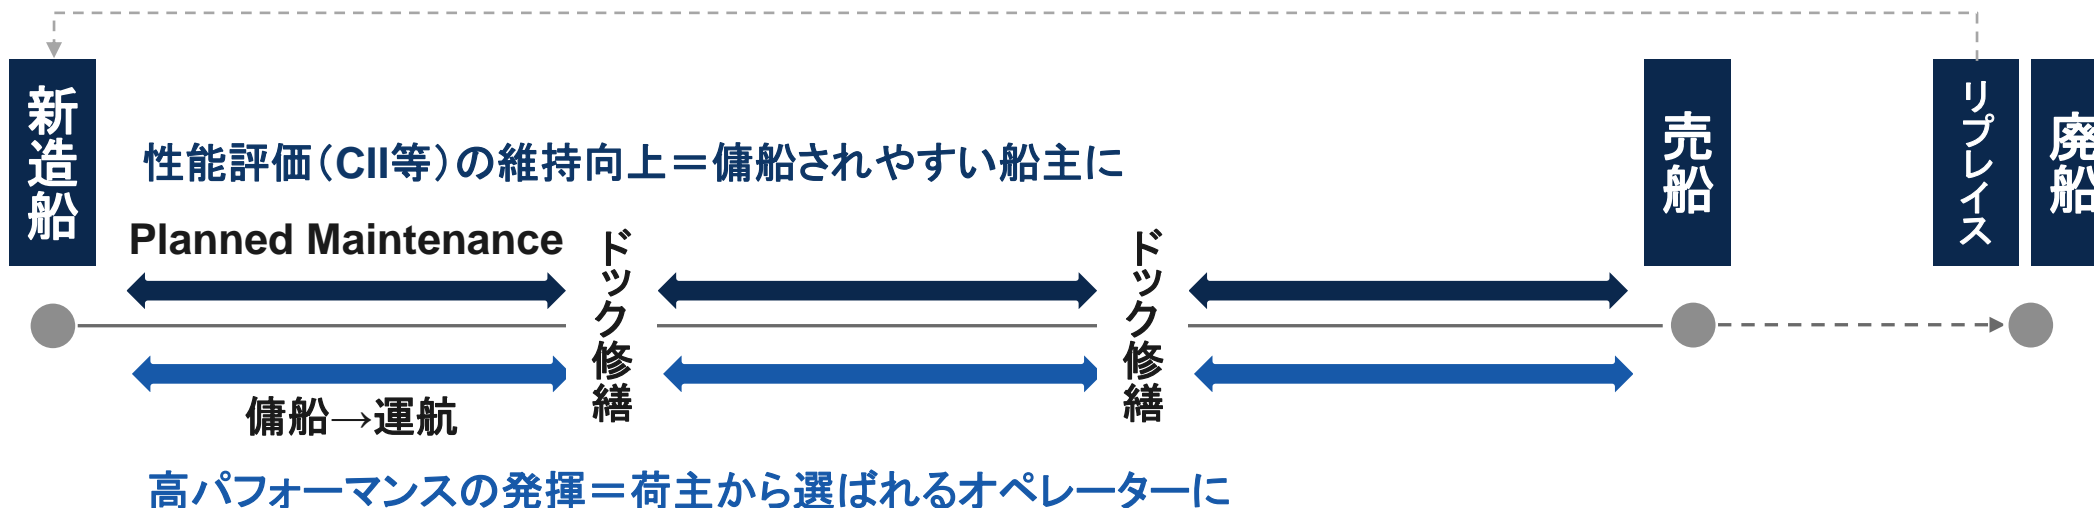 新造船
性能評価（CII等）の維持向上＝傭船されやすい船主に
売船
リプレイス
廃船
Planned Maintenance
ドック修繕
ドック修繕
傭船→運航
高パフォーマンスの発揮＝荷主から選ばれるオペレーターに